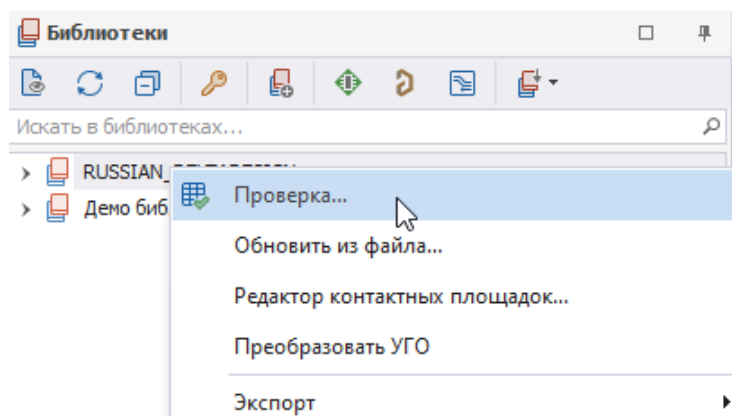 Библиотеки
Искать в библиотеках...
RUSSIAN_
Демо биб
Проверка...
Обновить из файла...
Редактор контактных площадок...
Преобразовать УГО
Экспорт